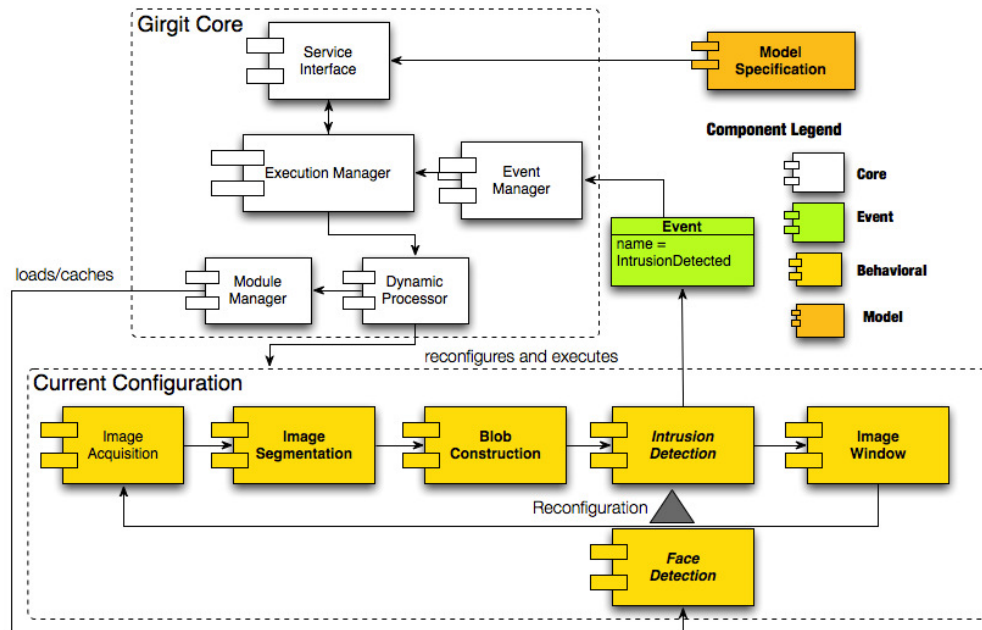 Girgit Core
Service
Interface
Model
Specification
Component Legend
Execution Manager
Event
Manager
Core
Event
name =
IntrusionDetected
Event
loads/caches
Module
Manager
Dynamic
Processor
Behavioral
Model
reconfigures and executes
Current Configuration
Image
Acquisition
Image
Segmentation
Blob
Construction
Intrusion
Detection
Image
Window
Reconfiguration
Face
Detection